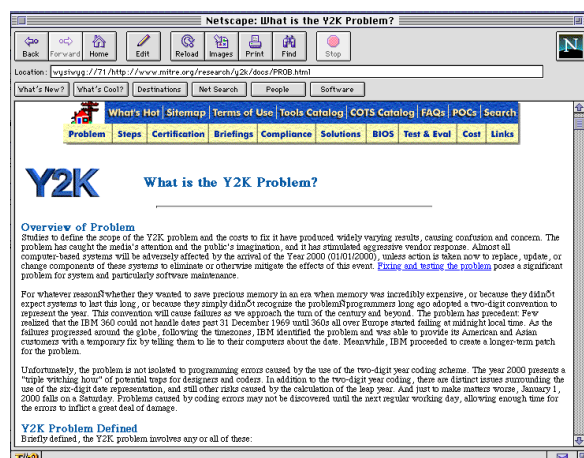 Netscape: What is the Y2K Problem?
Back Forward Home Edit Reload Images Print Find Stop
N
Location: wysiwyg://71/http://www.mitre.org/research/y2k/docs/PROB.html
What's New? What's Cool? Destinations Net Search People Software
What's Hot Sitemap Terms of Use Tools Catalog COTS Catalog FAQs POCs Search
Problem Steps Certification Briefings Compliance Solutions BIOS Test & Eval Cost Links
Y2K What is the Y2K Problem?
Overview of Problem
Studies to define the scope of the Y2K problem and the costs to fix it have produced widely varying results, causing confusion and concern. The
problem has caught the media's attention and the public's imagination, and it has stimulated aggressive vendor response. Almost all
computer-based systems will be adversely affected by the arrival of the Year 2000 (01/01/2000), unless action is taken now to replace, update, or
change components of these systems to eliminate or otherwise mitigate the effects of this event. Fixing and testing the problem poses a significant
problem for system and particularly software maintenance.
For whatever reasonÑwhether they wanted to save precious memory in an era when memory was incredibly expensive, or because they didnÕt
expect systems to last this long, or because they simply didnÕt recognize the problemÑprogrammers long ago adopted a two-digit convention to
represent the year. This convention will cause failures as we approach the turn of the century and beyond. The problem has precedent: Few
realized that the IBM 360 could not handle dates past 31 December 1969 until 360s all over Europe started failing at midnight local time. As the
failures progressed around the globe, following the timezones, IBM identified the problem and was able to provide its American and Asian
customers with a temporary fix by telling them to lie to their computers about the date. Meanwhile, IBM proceeded to create a longer-term patch
for the problem.
Unfortunately, the problem is not isolated to programming errors caused by the use of the two-digit year coding scheme. The year 2000 presents a
"triple witching hour" of potential traps for designers and coders. In addition to the two-digit year coding, there are distinct issues surrounding the
use of the six-digit date representation, and still other risks caused by the calculation of the leap year. And just to make matters worse, January 1,
2000 falls on a Saturday. Problems caused by coding errors may not be discovered until the next regular working day, allowing enough time for
the errors to inflict a great deal of damage.
Y2K Problem Defined
Briefly defined, the Y2K problem involves any or all of these: